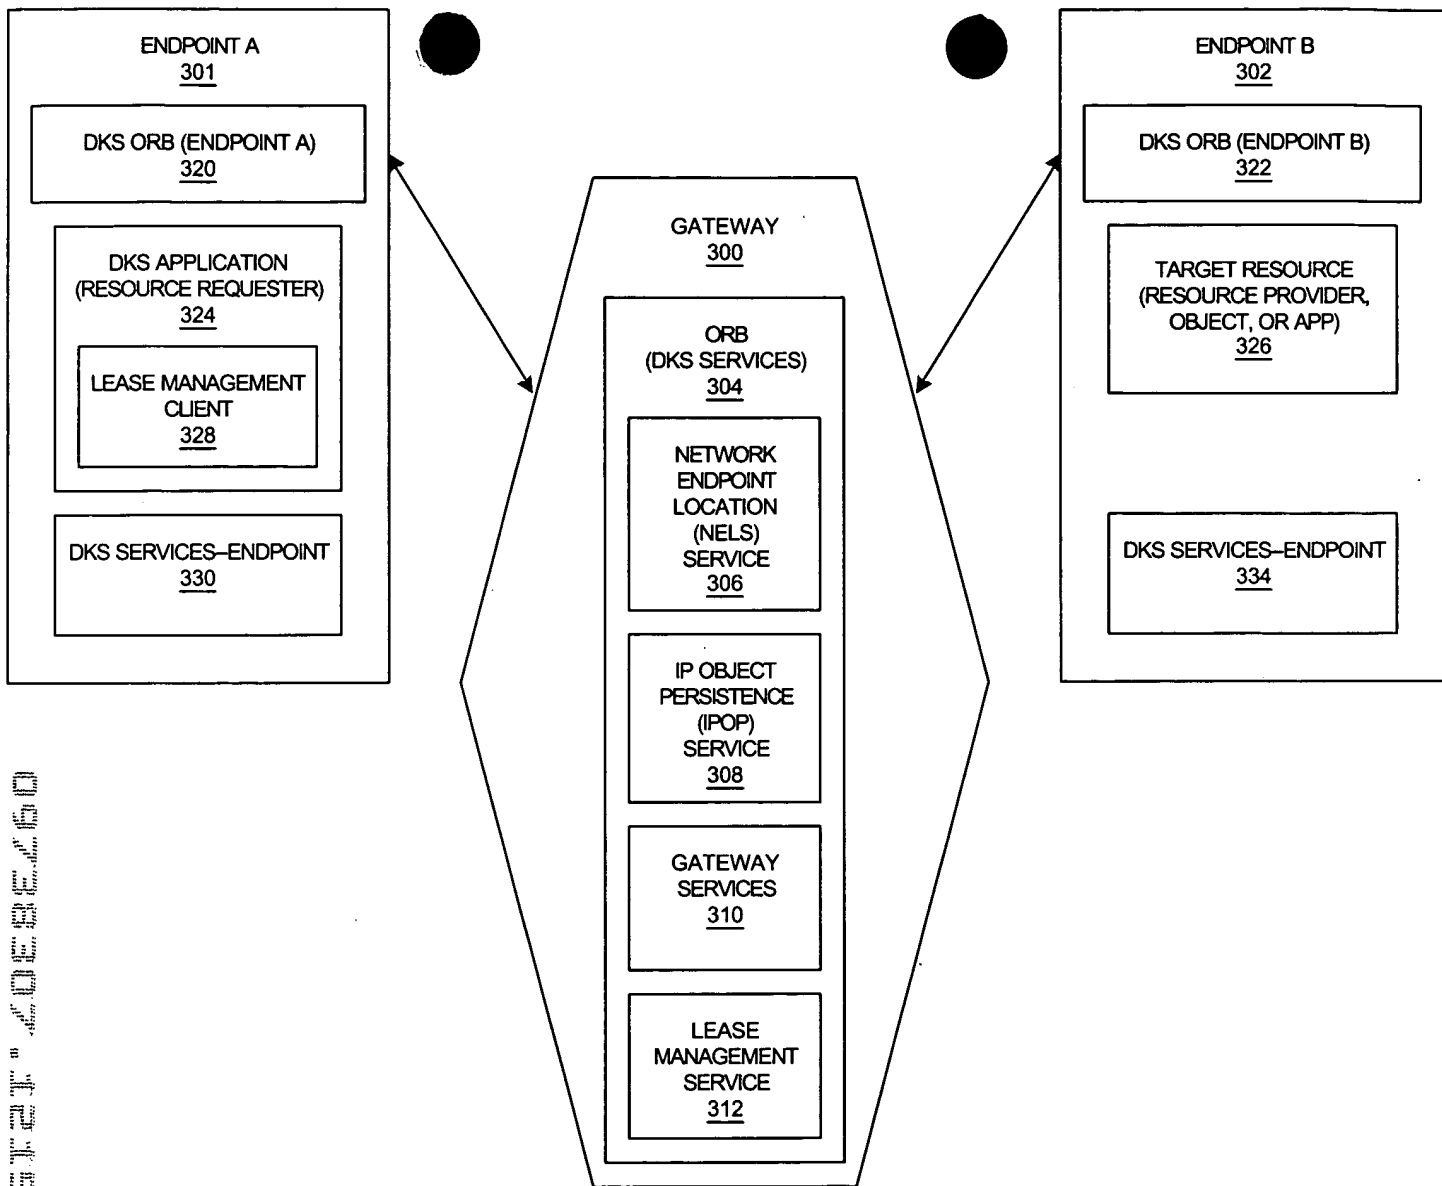 ENDPOINT A
301
DKS ORB (ENDPOINT A)
320
DKS APPLICATION
(RESOURCE REQUESTER)
324
LEASE MANAGEMENT
CLIENT
328
DKS SERVICES–ENDPOINT
330
GATEWAY
300
ORB
(DKS SERVICES)
304
NETWORK
ENDPOINT
LOCATION
(NELS)
SERVICE
306
IP OBJECT
PERSISTENCE
(IPOP)
SERVICE
308
GATEWAY
SERVICES
310
LEASE
MANAGEMENT
SERVICE
312
ENDPOINT B
302
DKS ORB (ENDPOINT B)
322
TARGET RESOURCE
(RESOURCE PROVIDER,
OBJECT, OR APP)
326
DKS SERVICES–ENDPOINT
334